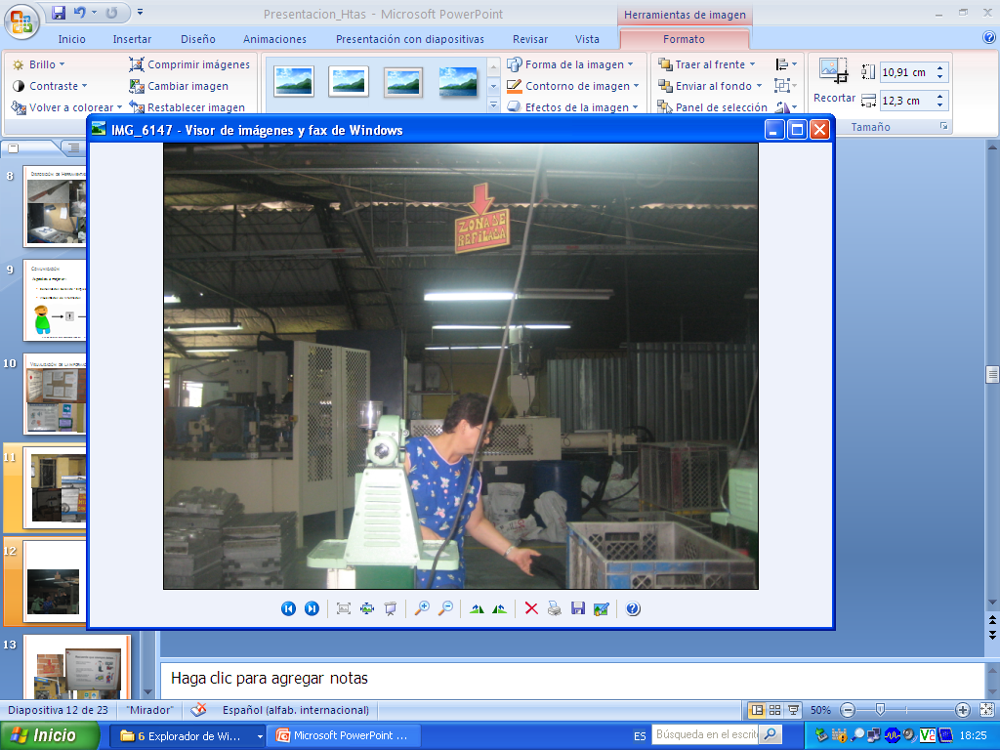 Presentacion_Htas - Microsoft PowerPoint
Herramientas de imagen
Inicio
Insertar
Diseño
Animaciones
Presentación con diapositivas
Revisar
Vista
Formato
Brillo
Contraste
Volver a colorear
Comprimir imágenes
Cambiar imagen
Restablecer imagen
Forma de la imagen
Contorno de imagen
Efectos de la imagen
Traer al frente
Enviar al fondo
Panel de selección
Recortar
10,91 cm
12,3 cm
Tamaño
IMG_6147 - Visor de imágenes y fax de Windows
ZONA DE
REFILADA
8
9
10
11
12
13
Haga clic para agregar notas
Diapositiva 12 de 23
"Mirador"
Español (alfab. internacional)
50%
Inicio
6 Explorador de Wi...
Microsoft PowerPoint ...
ES
Búsqueda en el escrit
18:25